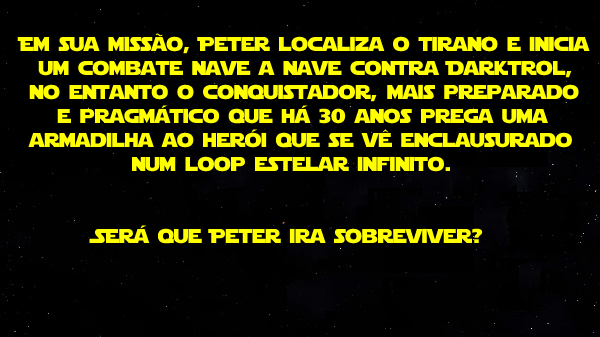 Em sua missão, Peter localiza o tirano e inicia
um combate nave a nave contra Darktrol,
no entanto o conquistador, mais preparado
e pragmático que há 30 anos prega uma
armadilha ao herói que se vê enclausurado
num loop estelar infinito.
Será que Peter ira sobreviver?